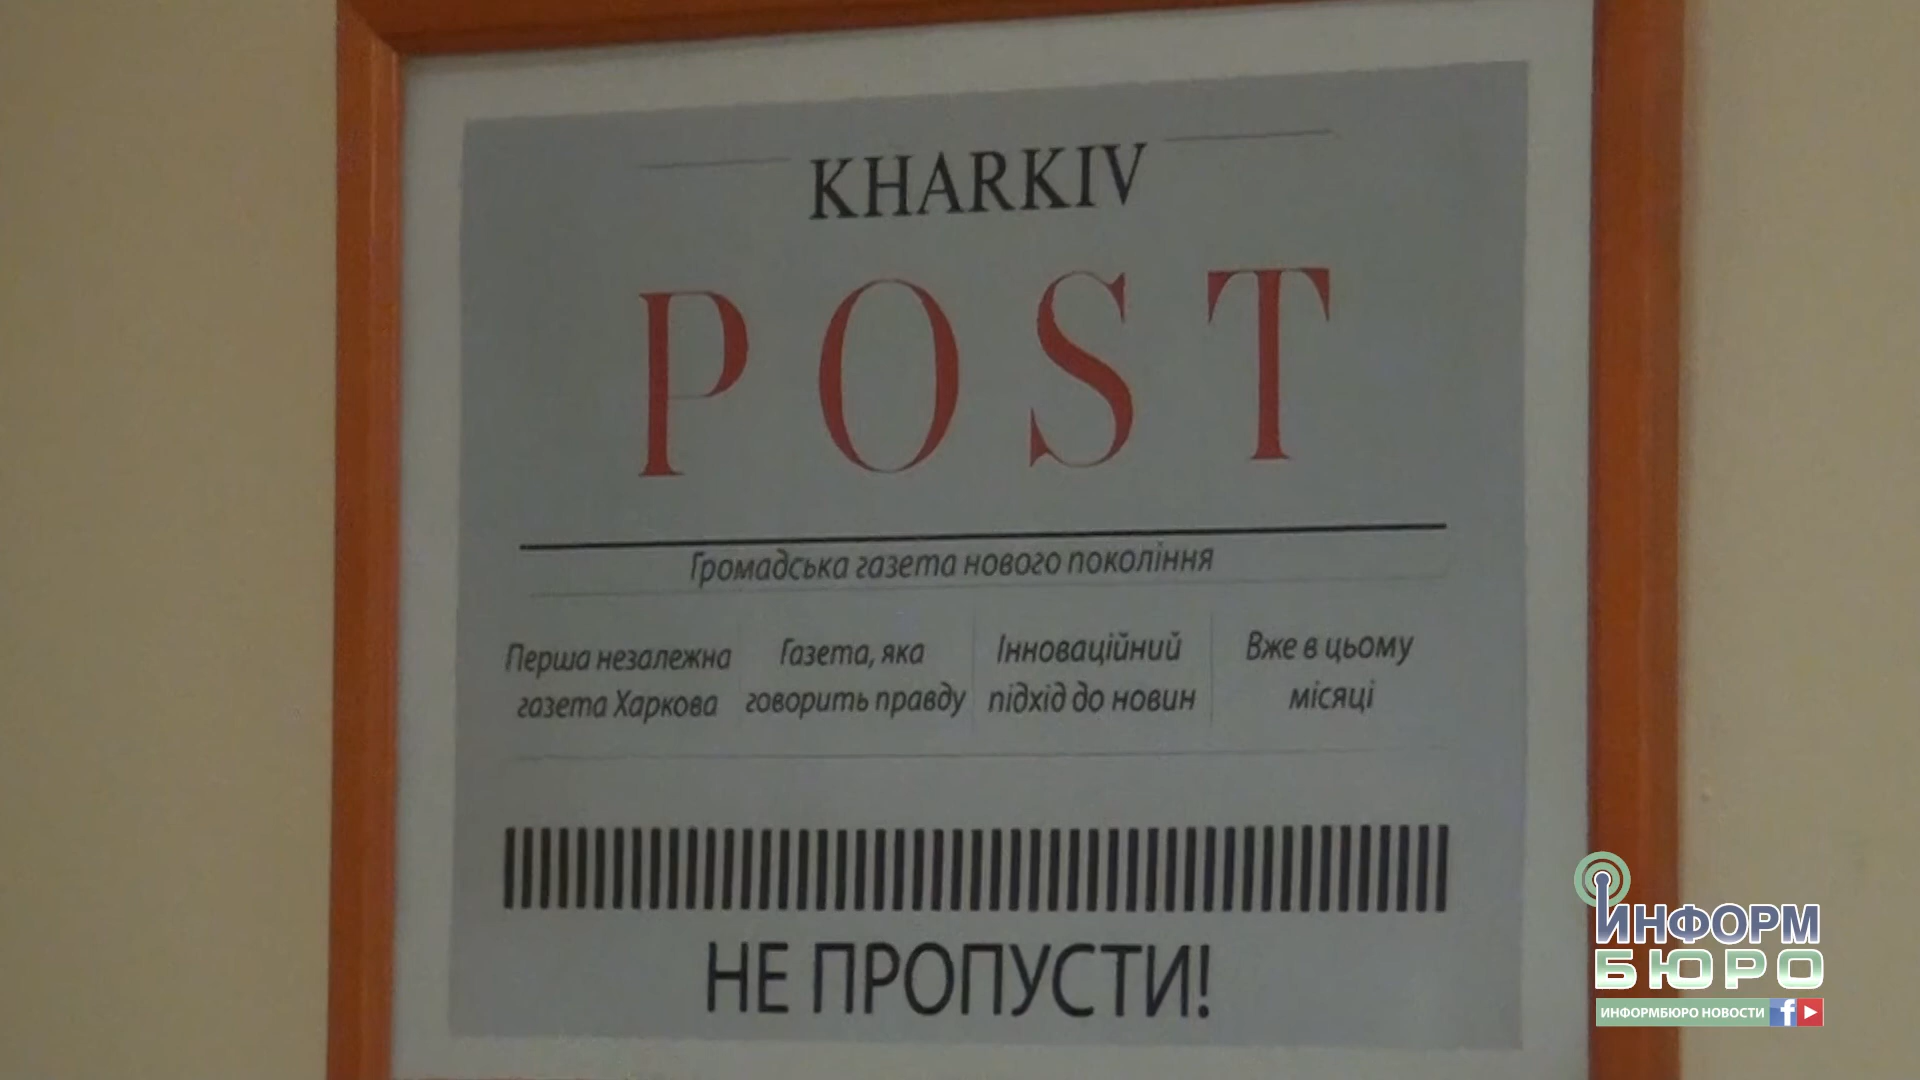 KHARKIV
POST
Громадська газета нового покоління
Перша незалежна
газета Харкова
Газета, яка
говорить правду
Інноваційний
підхід до новин
Вже в цьому
місяці
НЕ ПРОПУСТИ!
ИНФОРМ
БЮРО
ИНФОРМБЮРО НОВОСТИ f